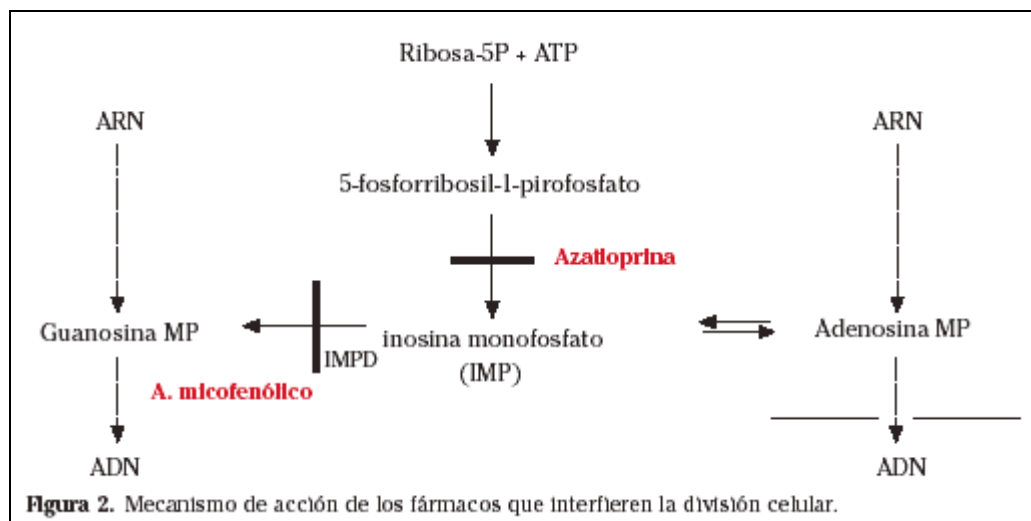 Ribosa-5P + ATP
ARN
ARN
5-fosforribosil-1-pirofosfato
Azatioprina
Guanosina MP
IMPD
inosina monofosfato
(IMP)
Adenosina MP
A. micofenólico
ADN
ADN
Figura 2. Mecanismo de acción de los fármacos que interfieren la división celular.